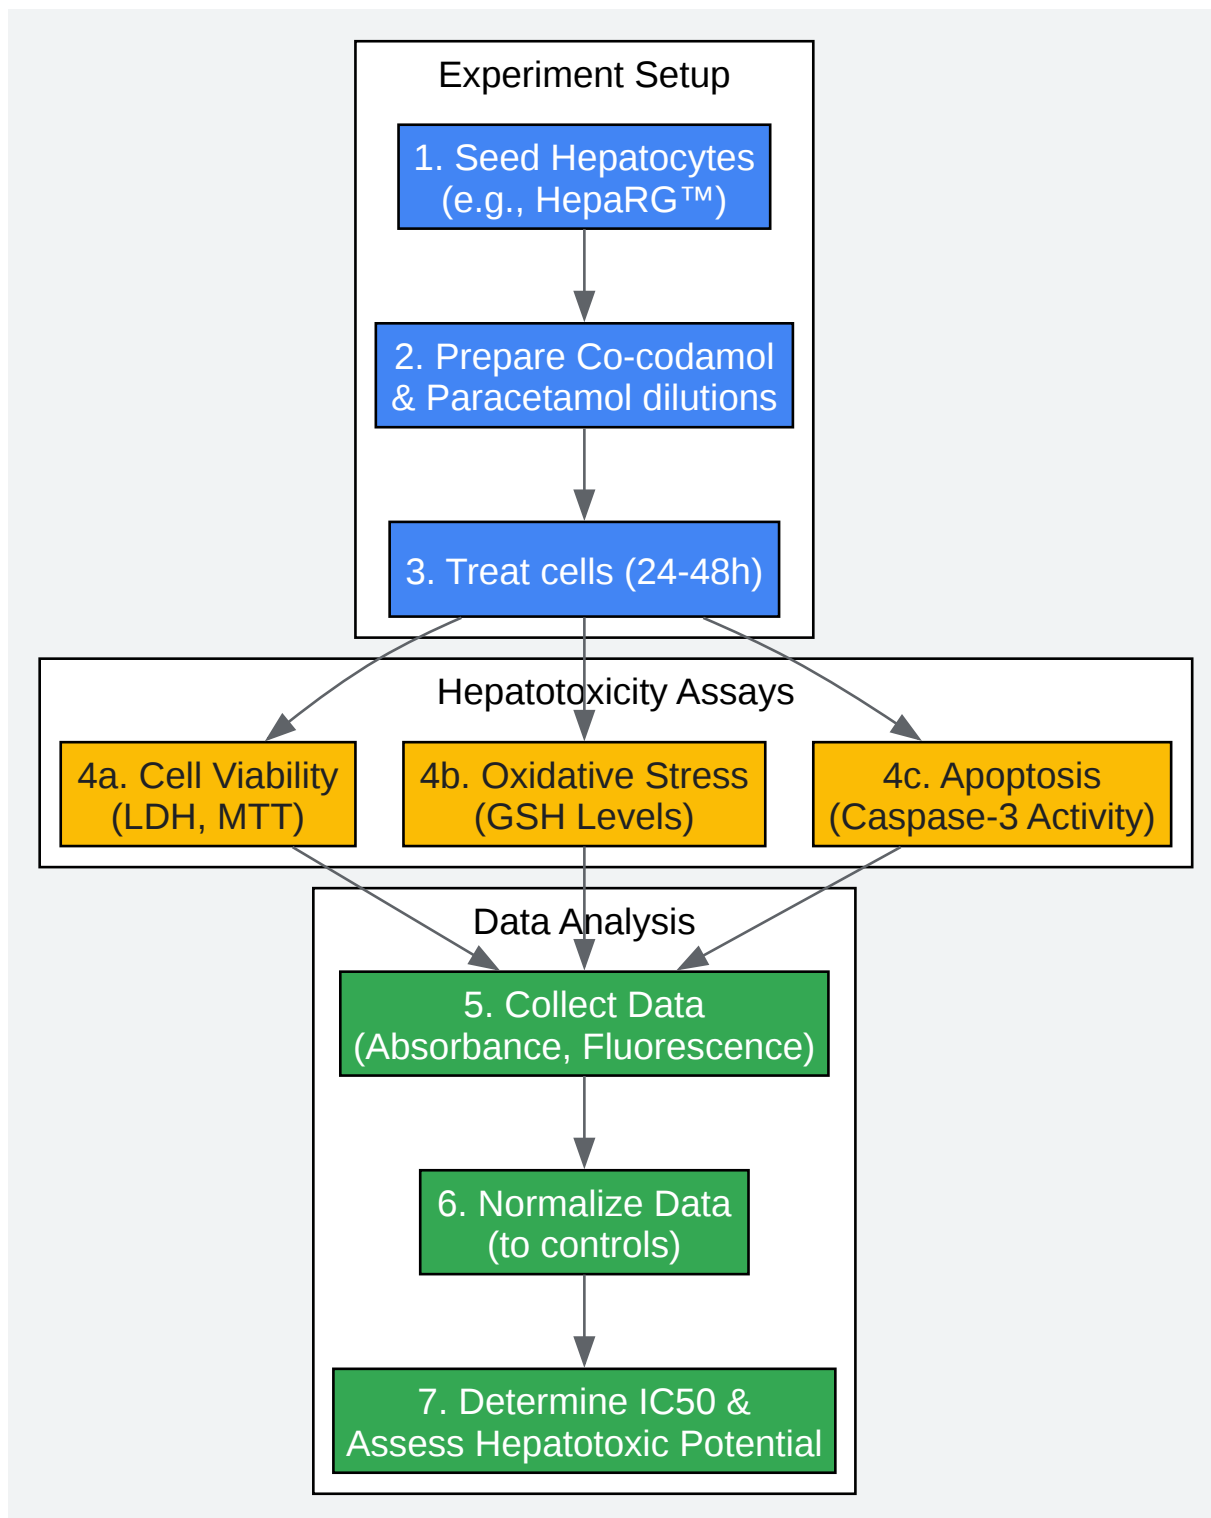 Experiment Setup
1. Seed Hepatocytes
(e.g., HepaRG™)
2. Prepare Co-codamol
& Paracetamol dilutions
3. Treat cells (24-48h)
Hepatotoxicity Assays
4a. Cell Viability
(LDH, MTT)
4b. Oxidative Stress
(GSH Levels)
4c. Apoptosis
(Caspase-3 Activity)
Data Analysis
5. Collect Data
(Absorbance, Fluorescence)
6. Normalize Data
(to controls)
7. Determine IC50 &
Assess Hepatotoxic Potential